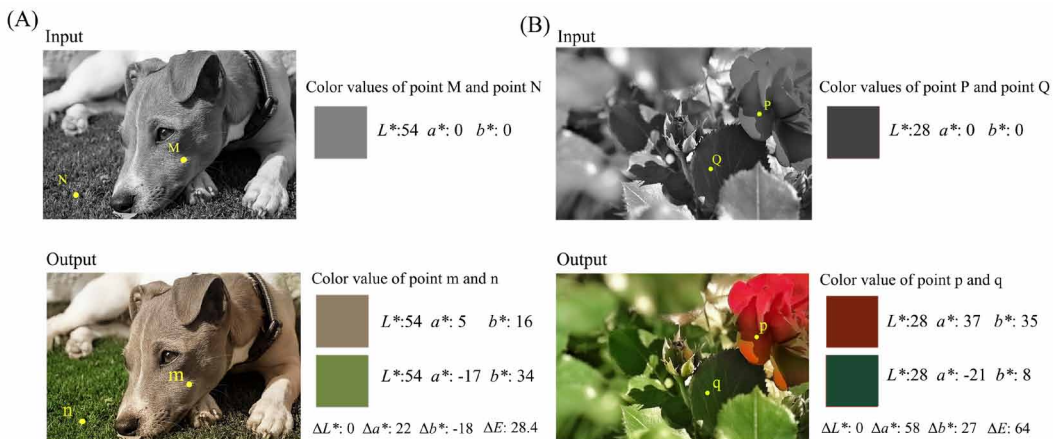 (A)
Input
M
N
Color values of point M and point N
L*:54 a*: 0 b*: 0
Output
m
n
Color value of point m and n
L*:54 a*: 5 b*: 16
L*:54 a*: -17 b*: 34
ΔL*: 0 Δa*: 22 Δb*: -18 ΔE: 28.4
(B)
Input
P
Q
Color values of point P and point Q
L*:28 a*: 0 b*: 0
Output
p
q
Color value of point p and q
L*:28 a*: 37 b*: 35
L*:28 a*: -21 b*: 8
ΔL*: 0 Δa*: 58 Δb*: 27 ΔE: 64